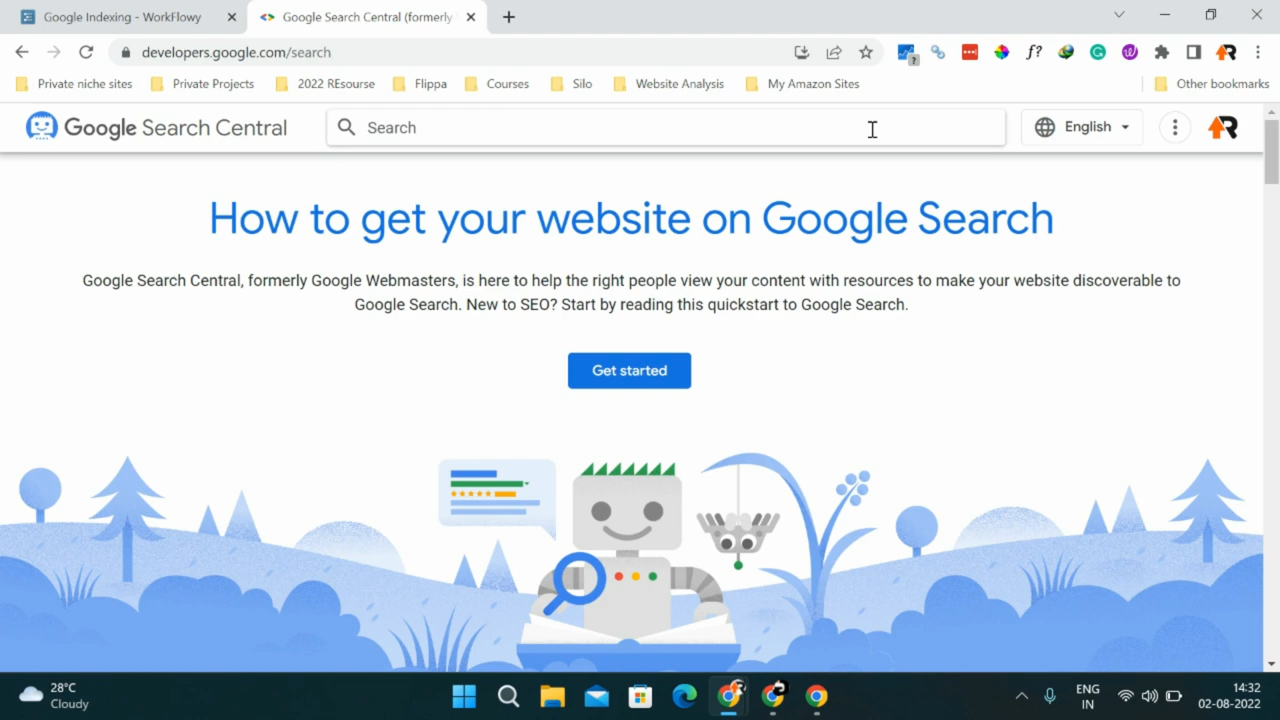 Google Indexing - WorkFlowy
Google Search Central (formerly
developers.google.com/search
f?
Private niche sites
Private Projects
2022 REsourse
Flippa
Courses
Silo
Website Analysis
My Amazon Sites
Other bookmarks
Google Search Central
Search
English
How to get your website on Google Search
Google Search Central, formerly Google Webmasters, is here to help the right people view your content with resources to make your website discoverable to
Google Search. New to SEO? Start by reading this quickstart to Google Search.
Get started
28°C
Cloudy
ENG
IN
14:32
02-08-2022